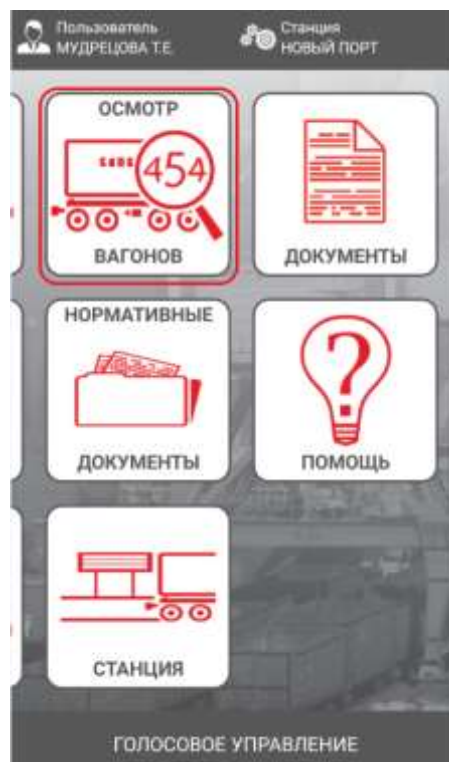 Пользователь
МУДРЕЦОВА Т.Е.
Станция
НОВЫЙ ПОРТ
ОСМОТР
454
ВАГОНОВ
ДОКУМЕНТЫ
НОРМАТИВНЫЕ
ДОКУМЕНТЫ
?
ПОМОЩЬ
СТАНЦИЯ
ГОЛОСОВОЕ УПРАВЛЕНИЕ